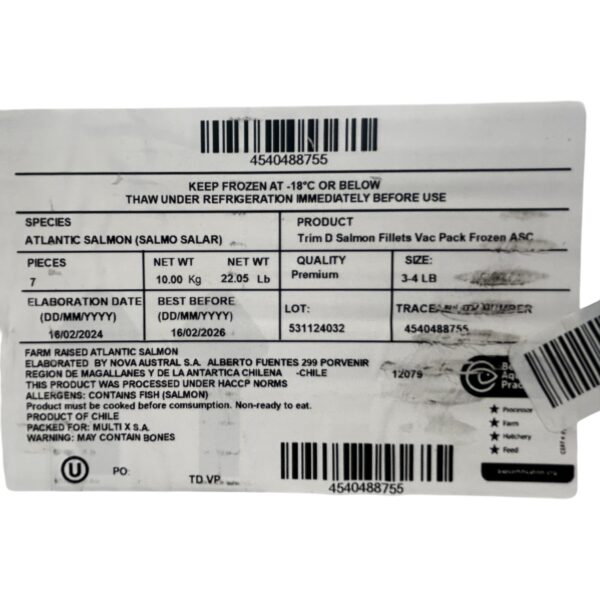 4540488755
KEEP FROZEN AT -18°C OR BELOW
THAW UNDER REFRIGERATION IMMEDIATELY BEFORE USE
SPECIES
ATLANTIC SALMON (SALMO SALAR)
PRODUCT
Trim D Salmon Fillets Vac Pack Frozen ASC
PIECES
7
NET WT
10.00 Kg
NET WT
22.05 Lb
QUALITY
Premium
SIZE:
3-4 LB
ELABORATION DATE
(DD/MM/YYYY)
16/02/2024
BEST BEFORE
(DD/MM/YYYY)
16/02/2026
LOT:
531124032
TRACEABILITY NUMBER
4540488755
FARM RAISED ATLANTIC SALMON
ELABORATED BY NOVA AUSTRAL S.A. ALBERTO FUENTES 299 PORVENIR
REGION DE MAGALLANES Y DE LA ANTARTICA CHILENA -CHILE
THIS PRODUCT WAS PROCESSED UNDER HACCP NORMS
ALLERGENS: CONTAINS FISH (SALMON)
Product must be cooked before comsumption. Non-ready to eat.
PRODUCT OF CHILE
PACKED FOR: MULTI X S.A.
WARNING: MAY CONTAIN BONES
12079
Processor
Farm
Hatchery
Feed
U
PO:
TD.VP.
4540488755